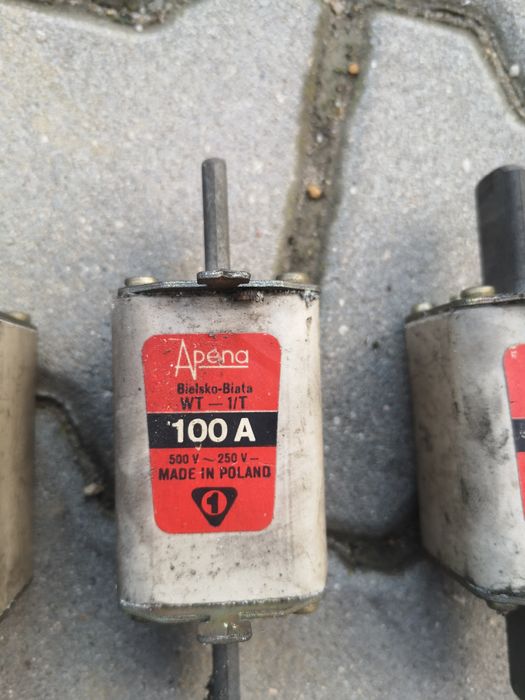 Apena
Bielsko-Biała
WT — 1/T
100 A
500 V ~ 250 V —
MADE IN POLAND
1